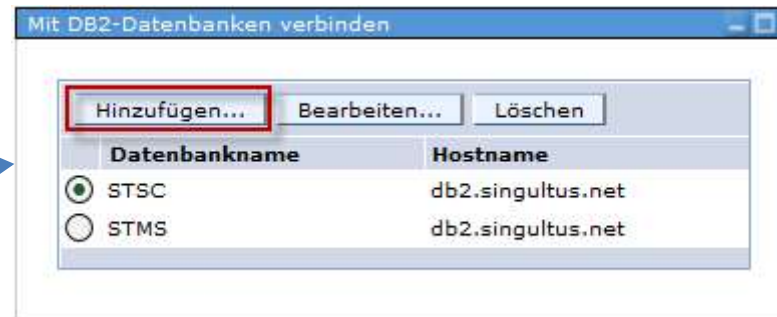 Mit DB2-Datenbanken verbinden
Hinzufügen... Bearbeiten... Löschen
Datenbankname Hostname
STSC db2.singultus.net
STMS db2.singultus.net